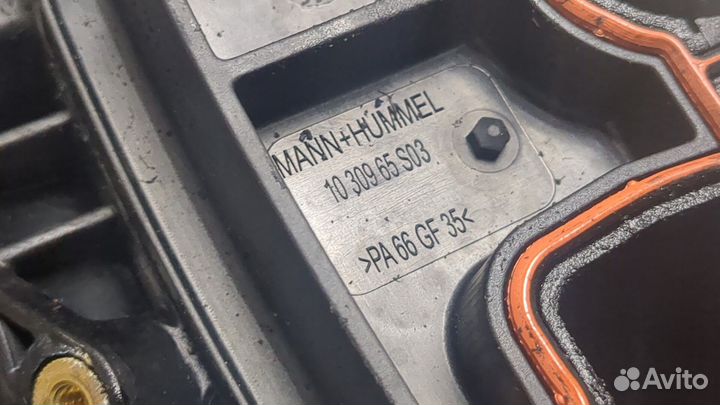 MANN+HUMMEL
10 309 65 S03
>PA 66 GF 35<
Avito